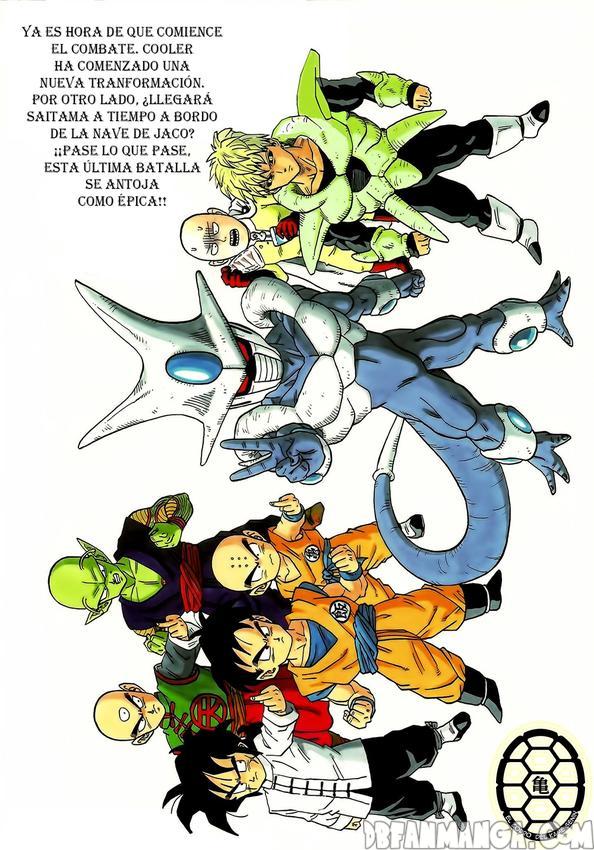 Ya es hora de que comience
el combate. Cooler
ha comenzado una
nueva tranformación.
Por otro lado, ¿llegará
Saitama a tiempo a bordo
de la nave de Jaco?
¡¡Pase lo que pase,
esta última batalla
se antoja
como épica!!
亀
DBFANMANGA.COM